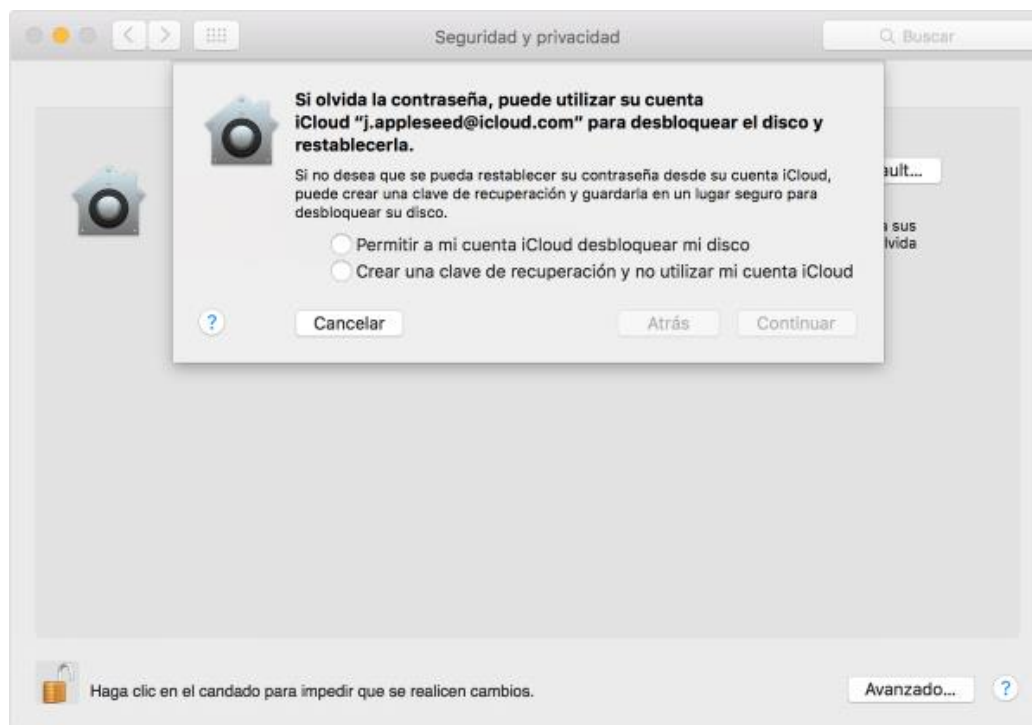 Seguridad y privacidad
Buscar
Si olvida la contraseña, puede utilizar su cuenta
iCloud “j.appleseed@icloud.com” para desbloquear el disco y
restablecerla.
Si no desea que se pueda restablecer su contraseña desde su cuenta iCloud,
puede crear una clave de recuperación y guardarla en un lugar seguro para
desbloquear su disco.
ault...
a sus
lvida
Permitir a mi cuenta iCloud desbloquear mi disco
Crear una clave de recuperación y no utilizar mi cuenta iCloud
?
Cancelar
Atrás
Continuar
Haga clic en el candado para impedir que se realicen cambios.
Avanzado...
?